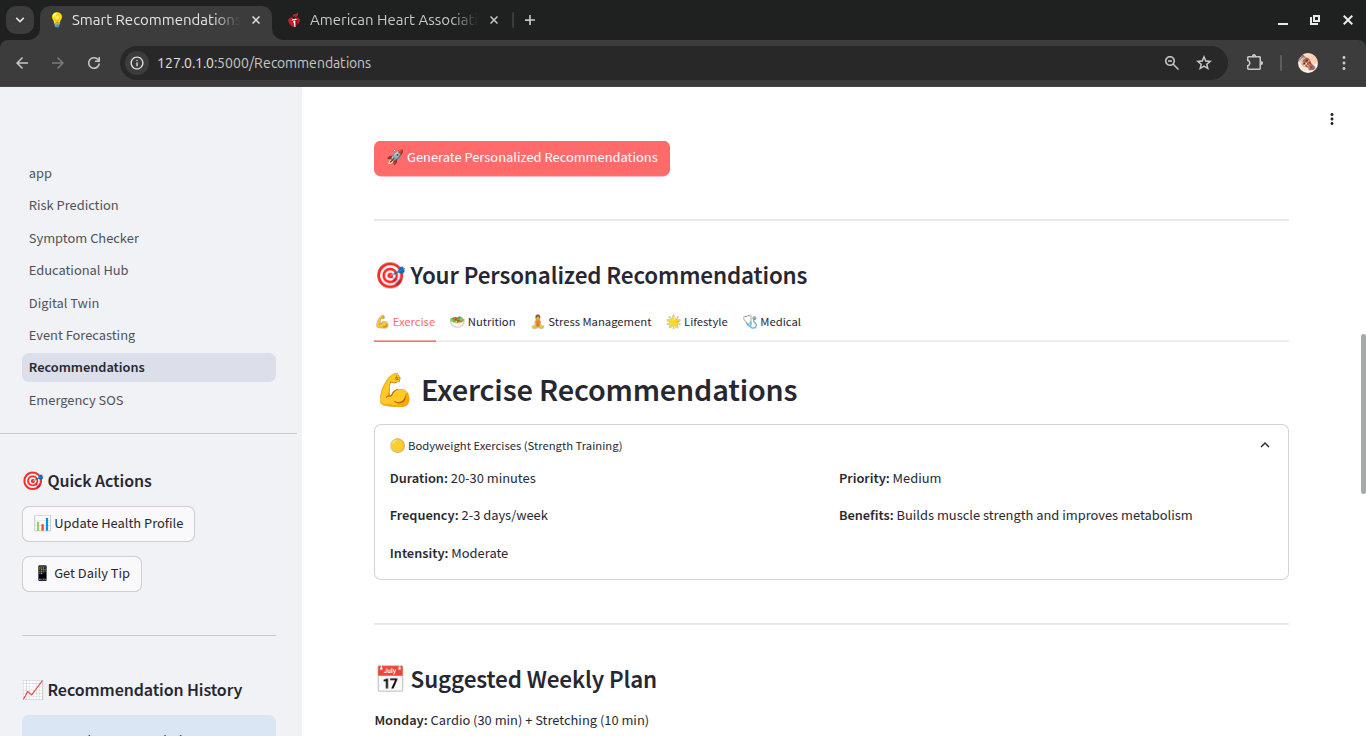 Smart Recommendations
American Heart Associat
127.0.1.0:5000/Recommendations
app
Risk Prediction
Symptom Checker
Educational Hub
Digital Twin
Event Forecasting
Recommendations
Emergency SOS
Quick Actions
Update Health Profile
Get Daily Tip
Recommendation History
Generate Personalized Recommendations
Your Personalized Recommendations
Exercise Nutrition Stress Management Lifestyle Medical
Exercise Recommendations
Bodyweight Exercises (Strength Training)
Duration: 20-30 minutes
Priority: Medium
Frequency: 2-3 days/week
Benefits: Builds muscle strength and improves metabolism
Intensity: Moderate
July 17
Suggested Weekly Plan
Monday: Cardio (30 min) + Stretching (10 min)